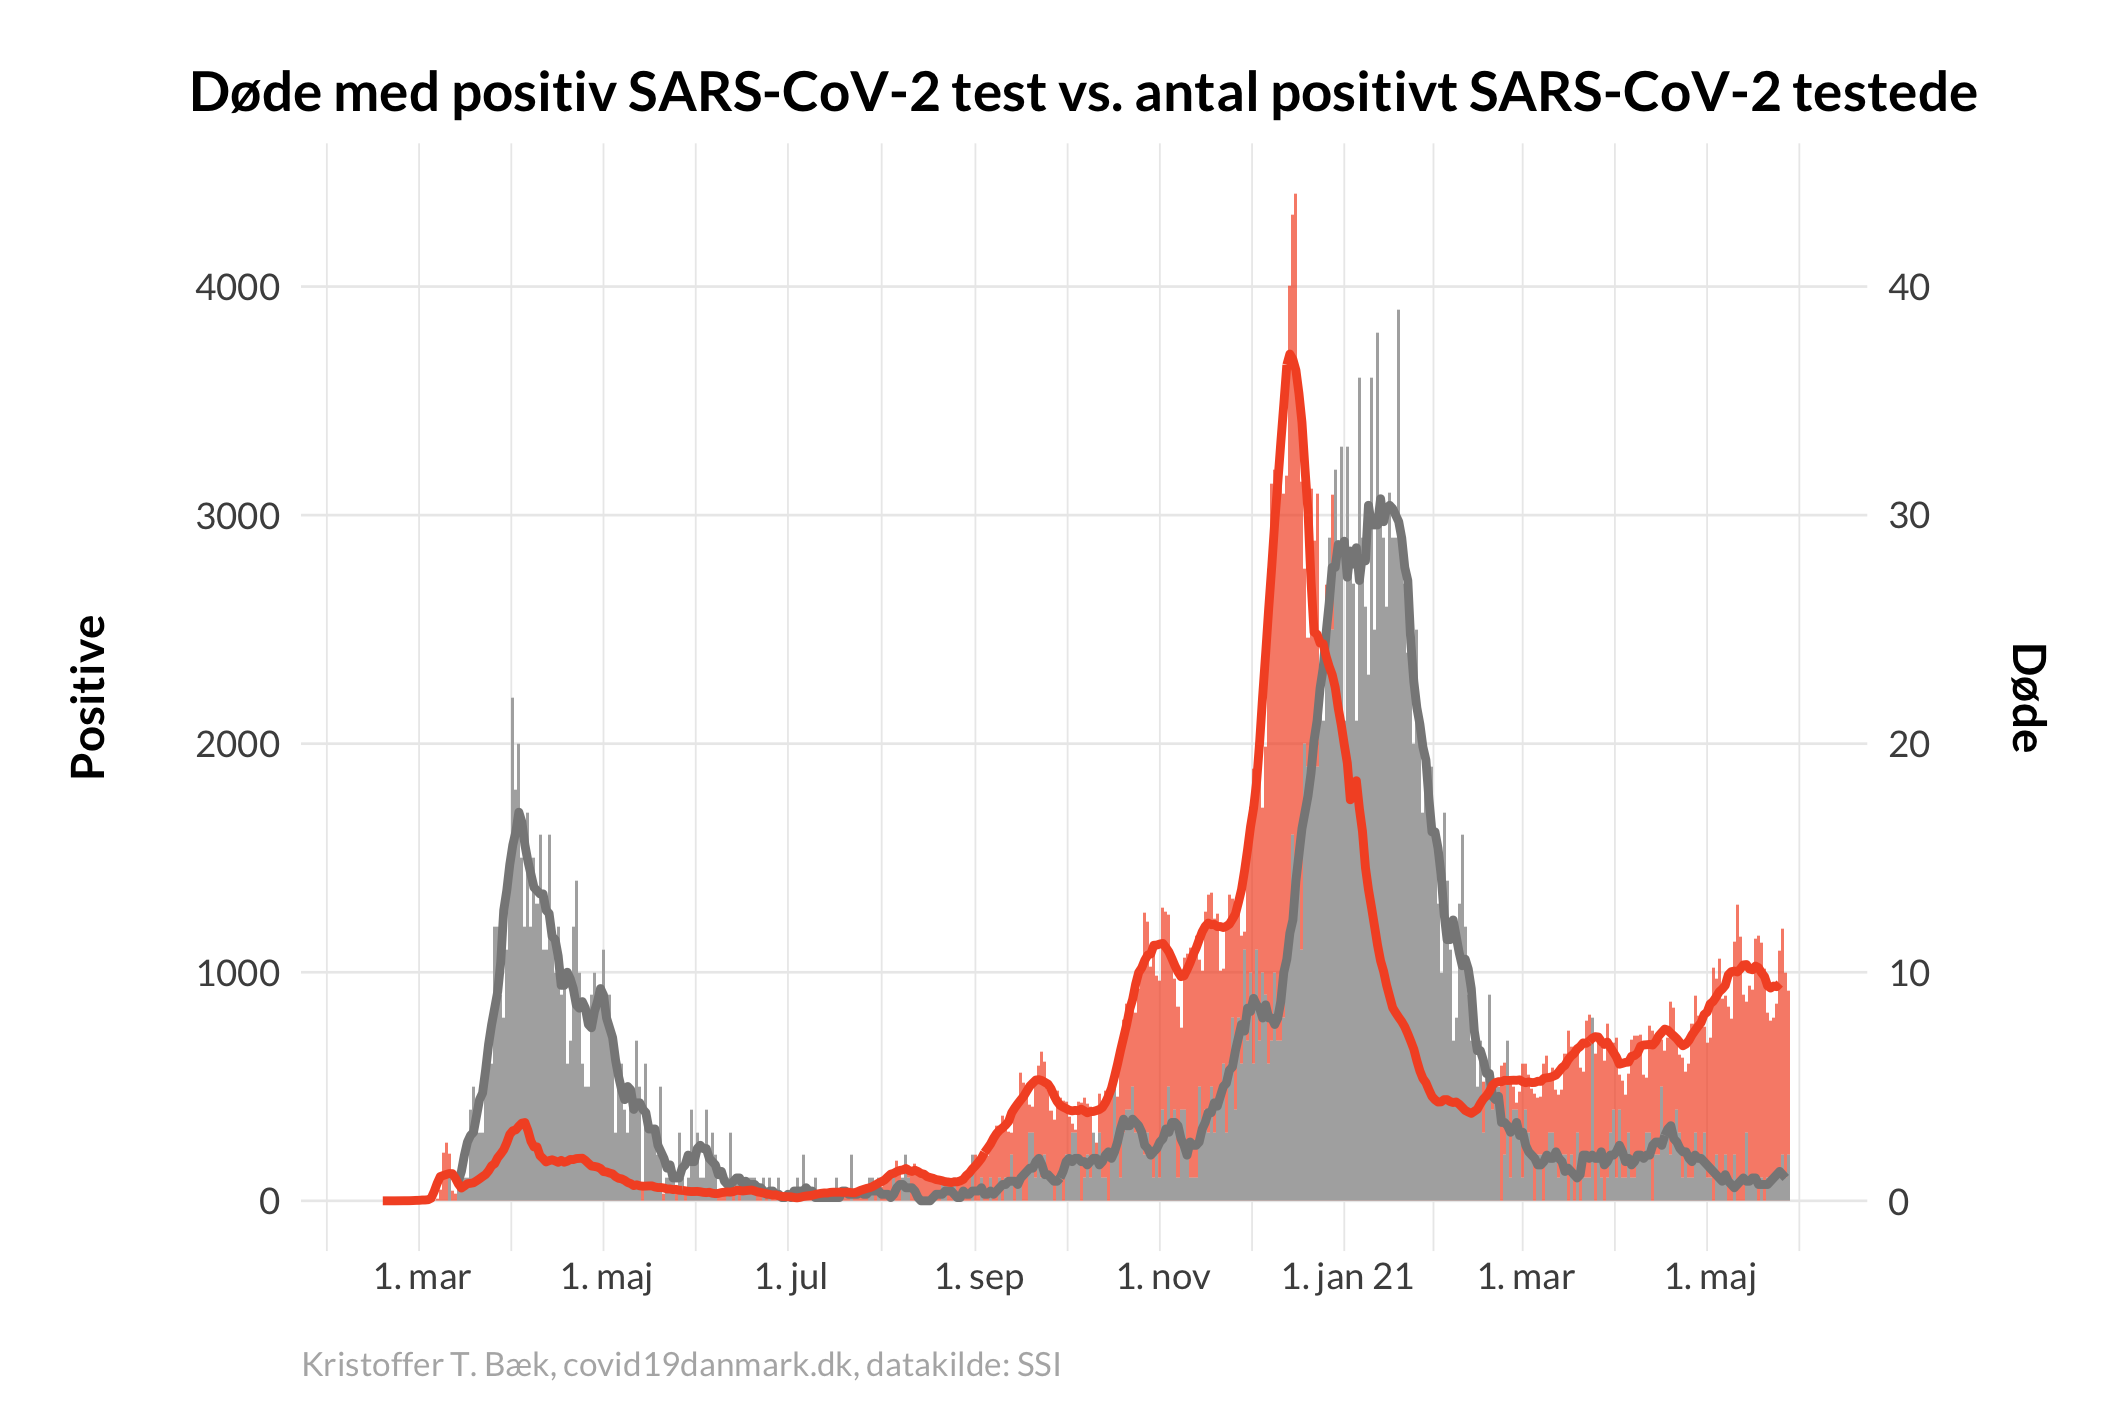 Døde med positiv SARS-CoV-2 test vs. antal positivt SARS-CoV-2 testede
Positive
4000
3000
2000
1000
0
40
30
20
10
0
Døde
1. mar 1. maj 1. jul 1. sep 1. nov 1. jan 21 1. mar 1. maj
Kristoffer T. Bæk, covid19danmark.dk, datakilde: SSI